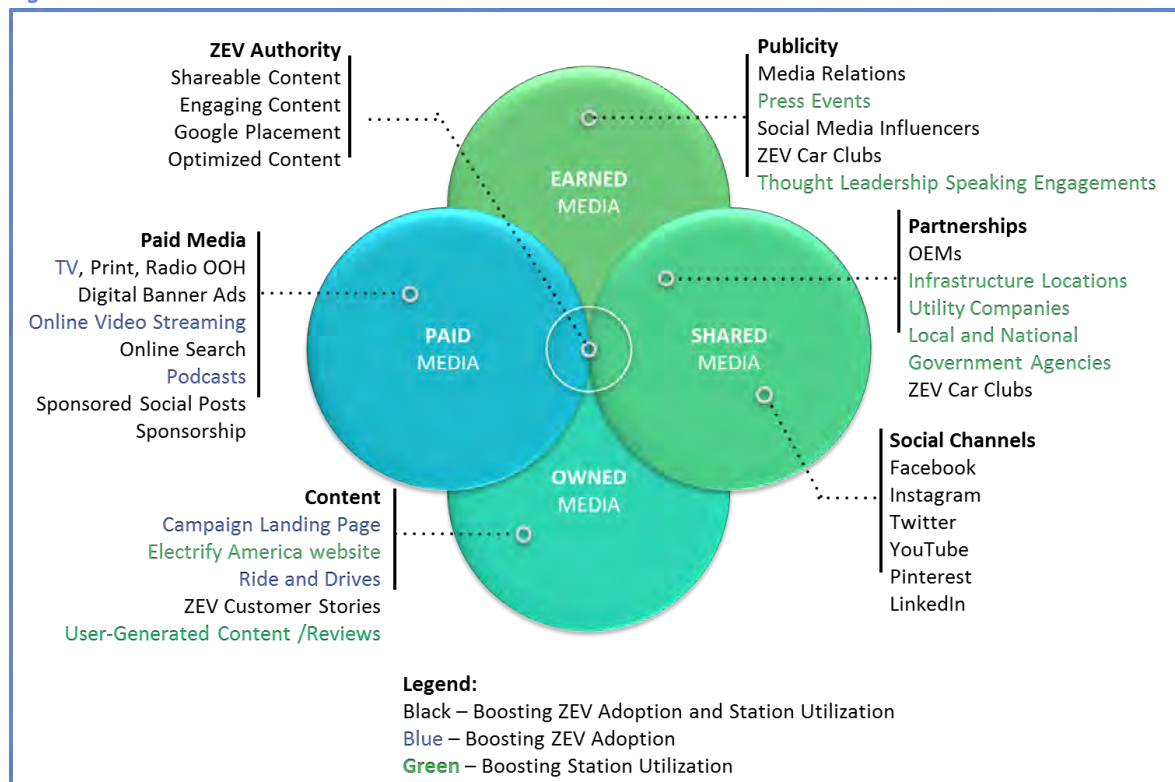 ZEV Authority
Shareable Content
Engaging Content
Google Placement
Optimized Content
Publicity
Media Relations
Press Events
Social Media Influencers
ZEV Car Clubs
Thought Leadership Speaking Engagements
EARNED
MEDIA
Paid Media
TV, Print, Radio OOH
Digital Banner Ads
Online Video Streaming
Online Search
Podcasts
Sponsored Social Posts
Sponsorship
PAID
MEDIA
SHARED
MEDIA
Partnerships
OEMs
Infrastructure Locations
Utility Companies
Local and National
Government Agencies
ZEV Car Clubs
OWNED
MEDIA
Social Channels
Facebook
Instagram
Twitter
YouTube
Pinterest
LinkedIn
Content
Campaign Landing Page
Electrify America website
Ride and Drives
ZEV Customer Stories
User-Generated Content /Reviews
Legend:
Black – Boosting ZEV Adoption and Station Utilization
Blue – Boosting ZEV Adoption
Green – Boosting Station Utilization